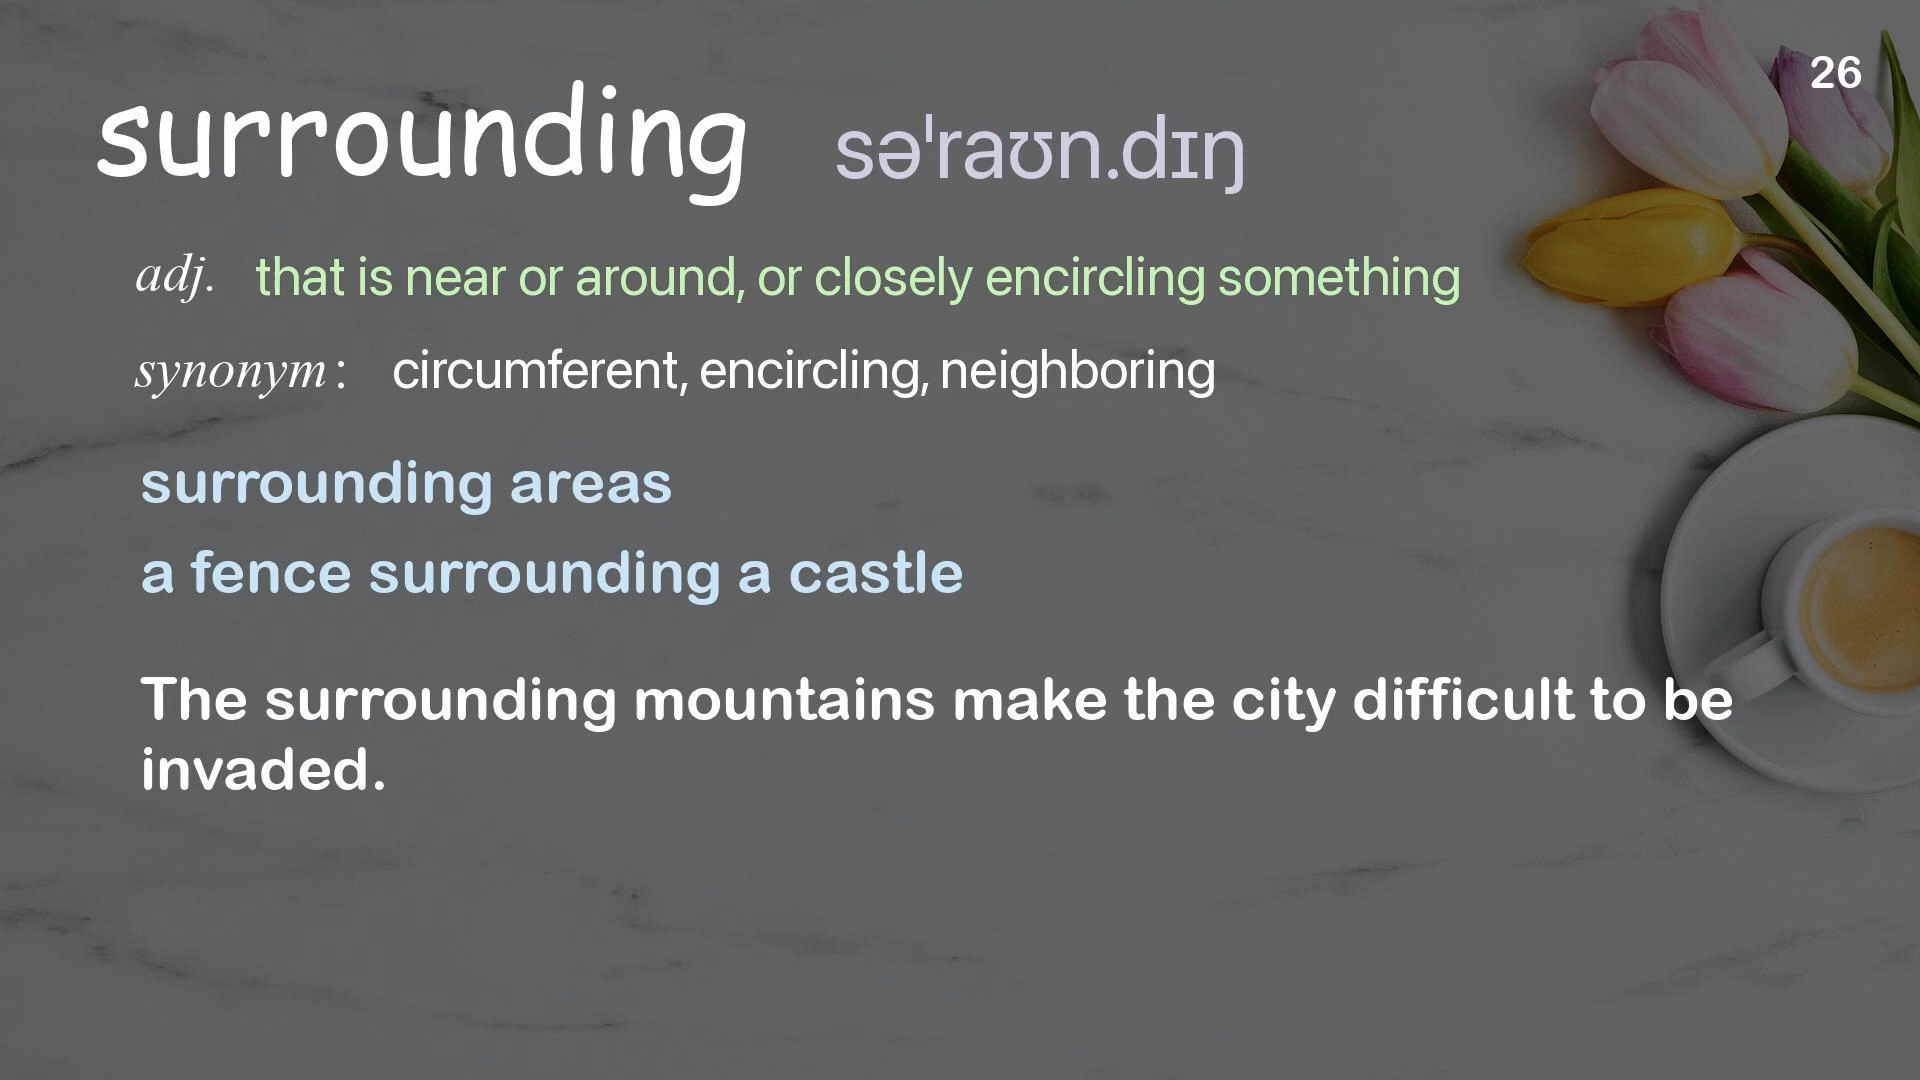 26
surrounding səˈraʊn.dɪŋ
adj. that is near or around, or closely encircling something
synonym: circumferent, encircling, neighboring
surrounding areas
a fence surrounding a castle
The surrounding mountains make the city difficult to be
invaded.